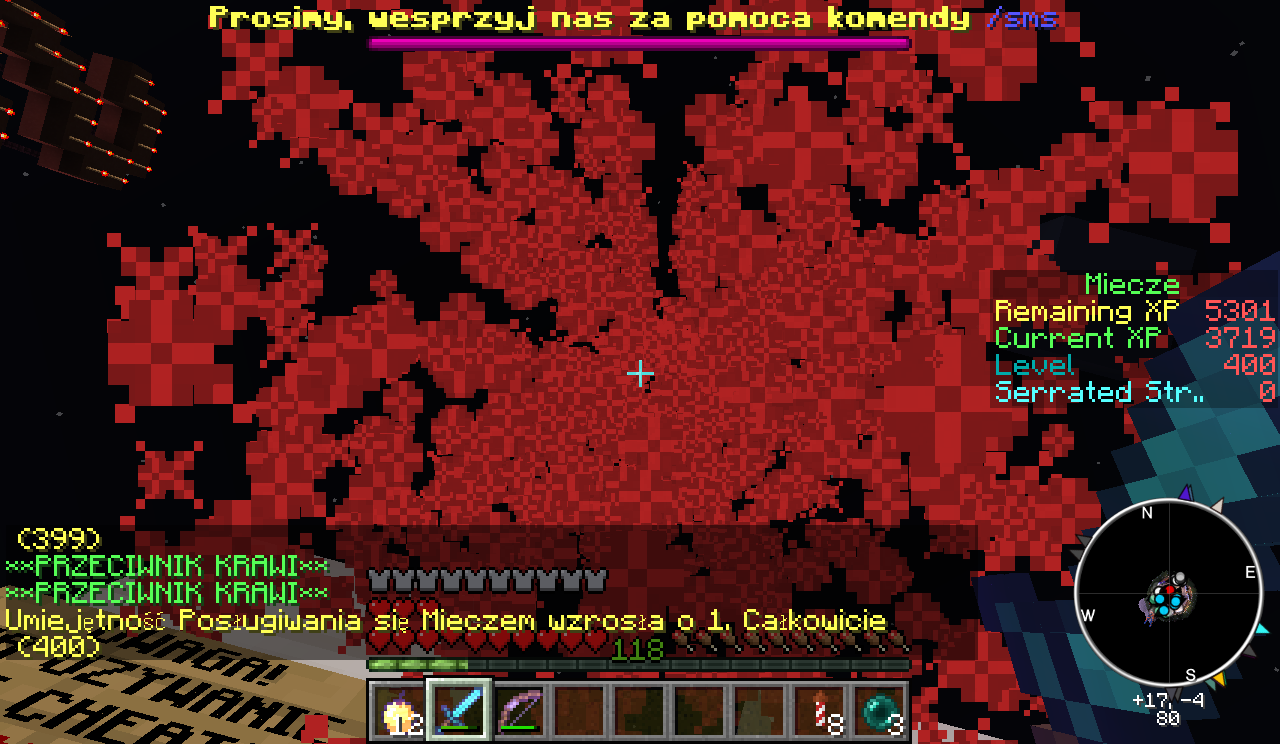 Prosimy, wesprzyj nas za pomoca komendy /sms
Miecze
Remaining XP 5301
Current XP 3719
Level 400
Serrated Str.. 0
(399)
××PRZECIWNIK KRAWI××
××PRZECIWNIK KRAWI××
Umiejętność Posługiwania się Mieczem wzrosła o 1. Całkowicie
(400)
118
12
8
3
N
E
W
S
+17, -4
80